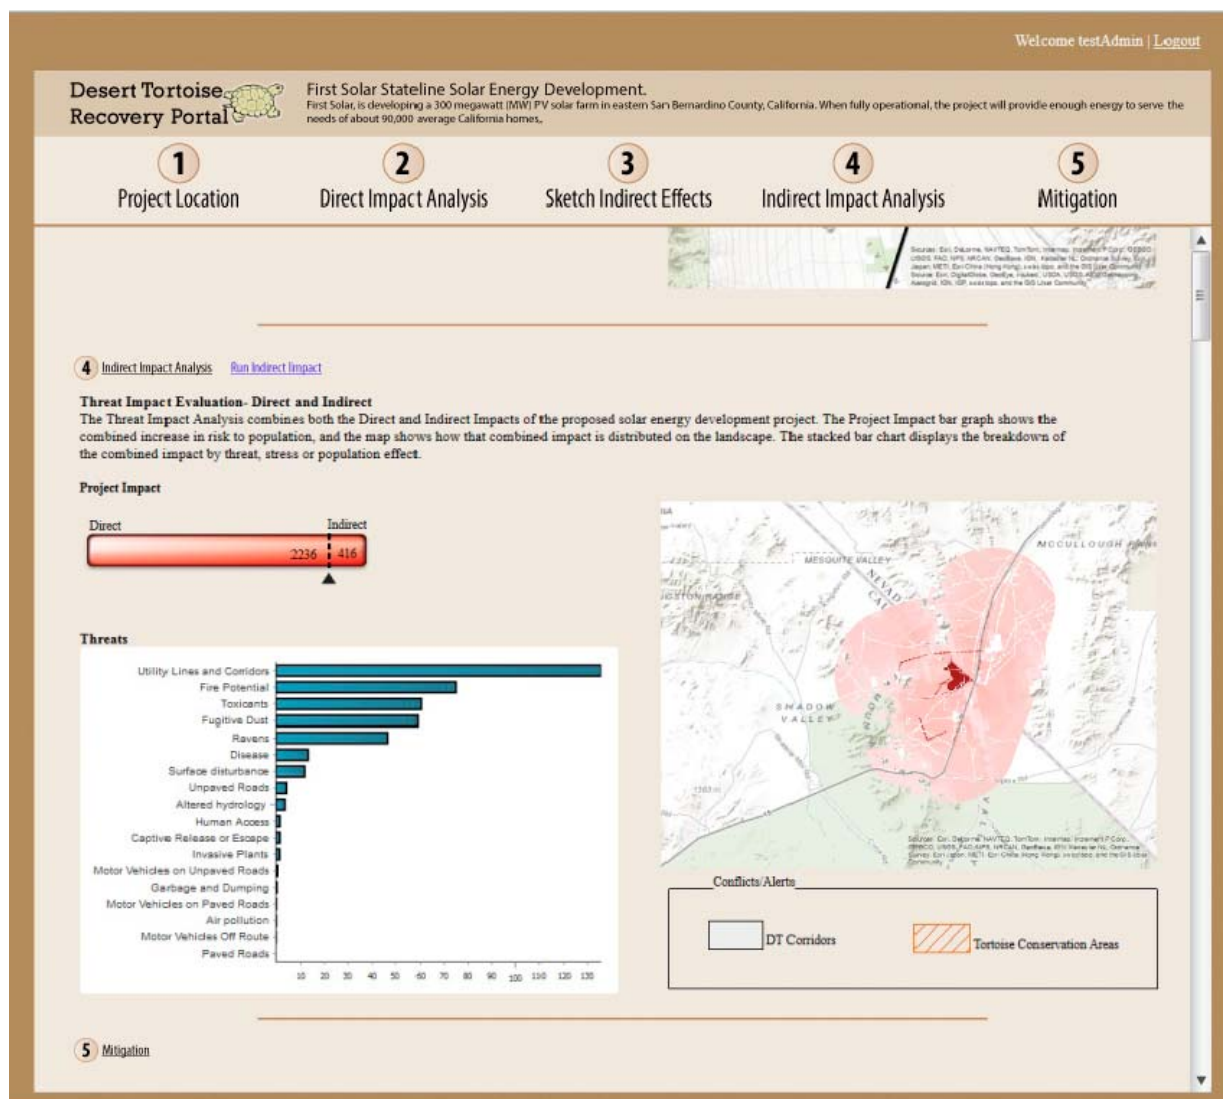 Welcome testAdmin | Logout
Desert Tortoise
Recovery Portal
First Solar Stateline Solar Energy Development.
First Solar, is developing a 300 megawatt (MW) PV solar farm in eastern San Bernardino County, California. When fully operational, the project will providie enough energy to serve the
needs of about 90,000 average California homes,
1
2
3
4
5
Project Location
Direct Impact Analysis
Sketch Indirect Effects
Indirect Impact Analysis
Mitigation
4 Indirect Impact Analysis Run Indirect Iimpact
Threat Impact Evaluation- Direct and Indirect
The Threat Impact Analysis combines both the Direct and Indirect Impacts of the proposed solar energy development project. The Project Impact bar graph shows the
combined increase in risk to population, and the map shows how that combined impact is distributed on the landscape. The stacked bar chart displays the breakdown of
the combined impact by threat, stress or population effect.
Project Impact
Direct
Indirect
2236
416
Threats
Utility Lines and Corridors
Fire Potential
Toxicants
Fugitive Dust
Ravens
Disease
Surface disturbance
Unpaved Roads
Altered hydrology
Human Access
Captive Release or Escape
Invasive Plants
Motor Vehicles on Unpaved Roads
Garbage and Dumping
Motor Vehicles on Paved Roads
Air pollution
Motor Vehicles Off Route
Paved Roads
10 20 30 40 50 60 70 80 90 100 110 120 130
MESQUITE VALLEY
MCCULLOUGH
SHADOW
VALLEY
Conflicts/Alerts
DT Corridors
Tortoise Conservation Areas
5 Mitigation